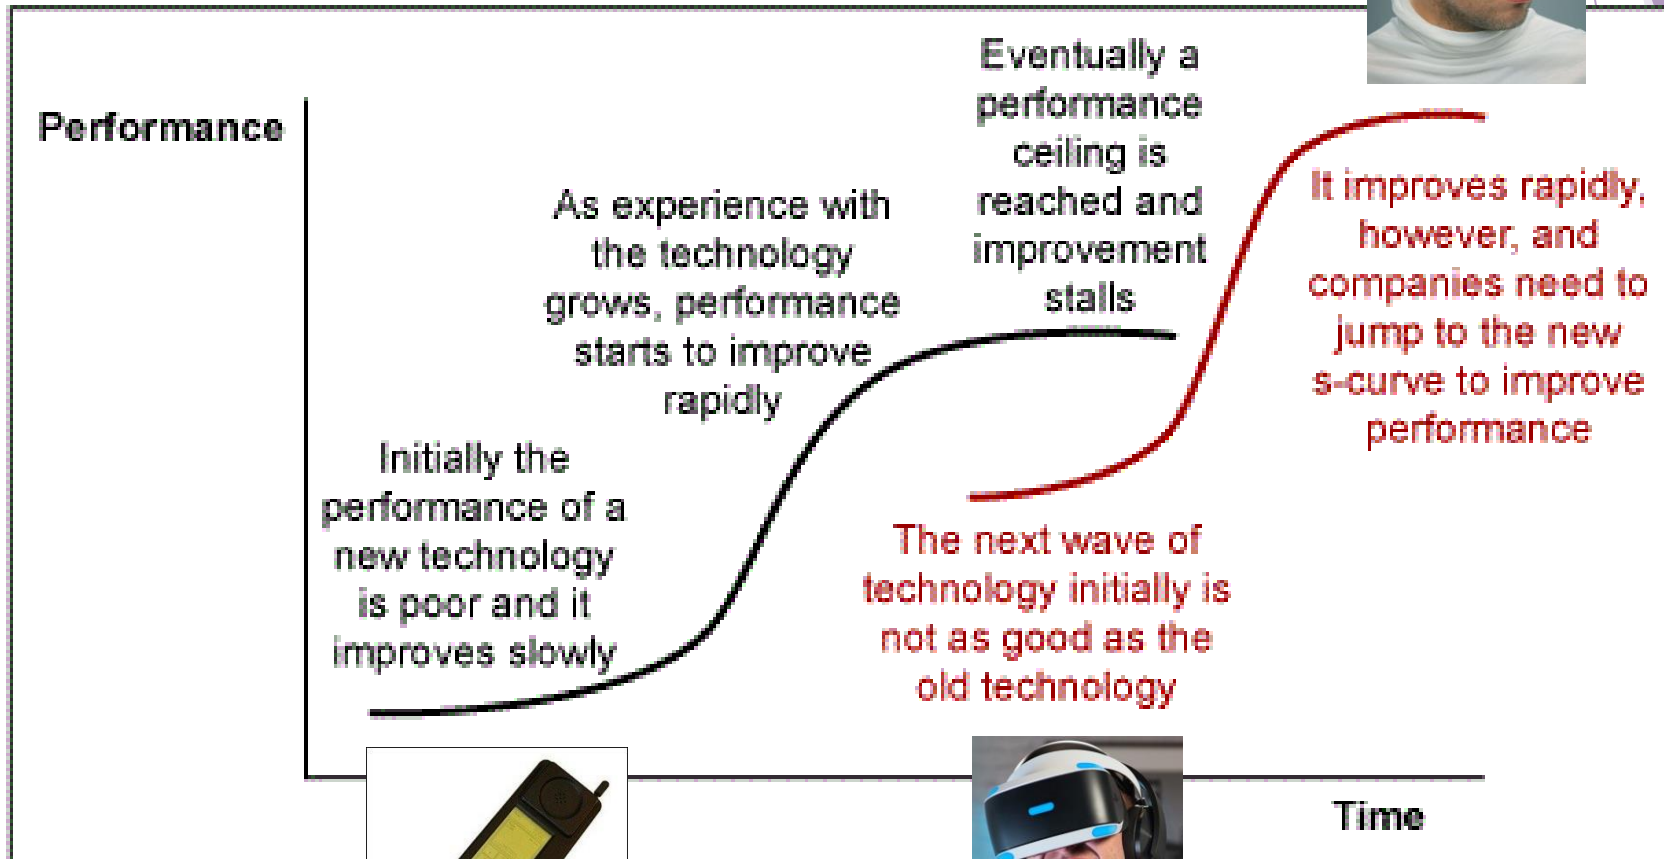 Performance
Initially the
performance of a
new technology
is poor and it
improves slowly
As experience with
the technology
grows, performance
starts to improve
rapidly
Eventually a
performance
ceiling is
reached and
improvement
stalls
The next wave of
technology initially is
not as good as the
old technology
It improves rapidly,
however, and
companies need to
jump to the new
s-curve to improve
performance
Time